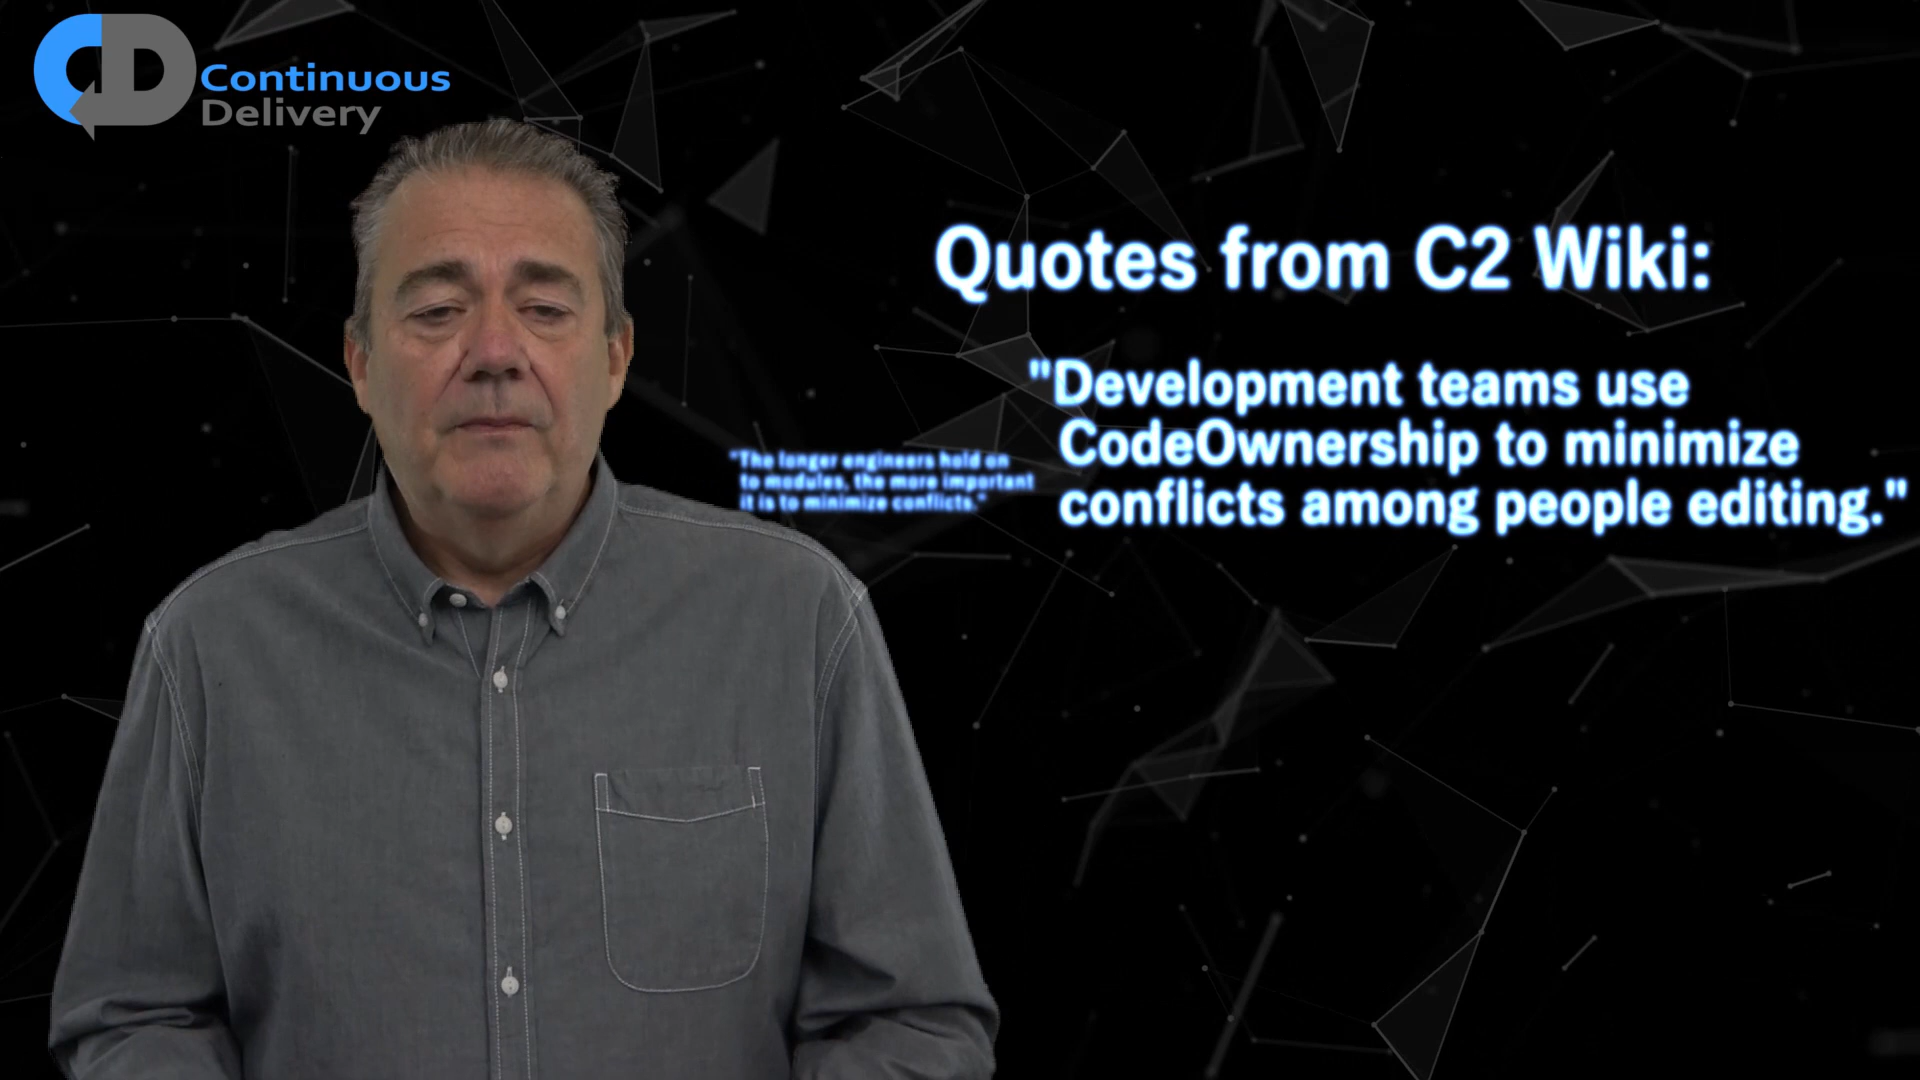 Continuous
Delivery
Quotes from C2 Wiki:
"Development teams use
CodeOwnership to minimize
conflicts among people editing."
"The longer engineers hold on
to modules, the more important
it is to minimize conflicts."